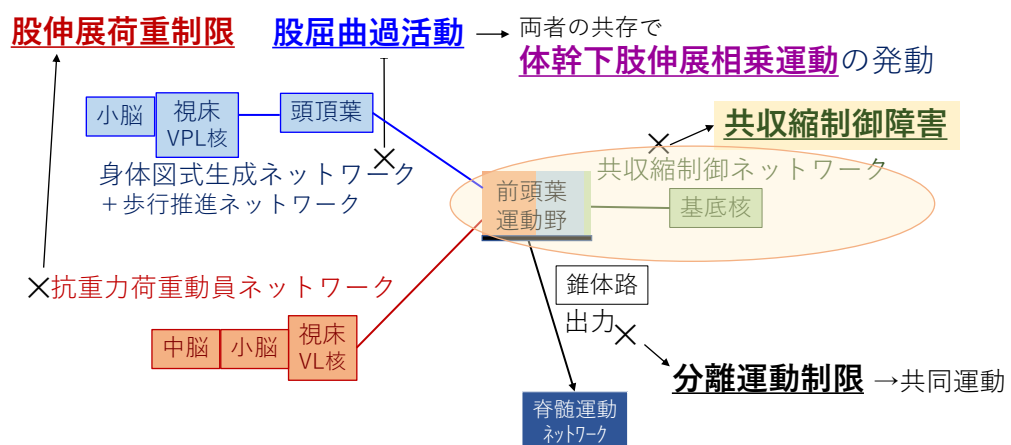 股伸展荷重制限
股屈曲過活動
両者の共存で
体幹下肢伸展相乗運動の発動
小脳
視床
VPL核
頭頂葉
共収縮制御障害
身体図式生成ネットワーク
＋歩行推進ネットワーク
共収縮制御ネットワーク
前頭葉
運動野
基底核
抗重力荷重動員ネットワーク
錐体路
出力
中脳
小脳
視床
VL核
分離運動制限 →共同運動
脊髄運動
ネットワーク